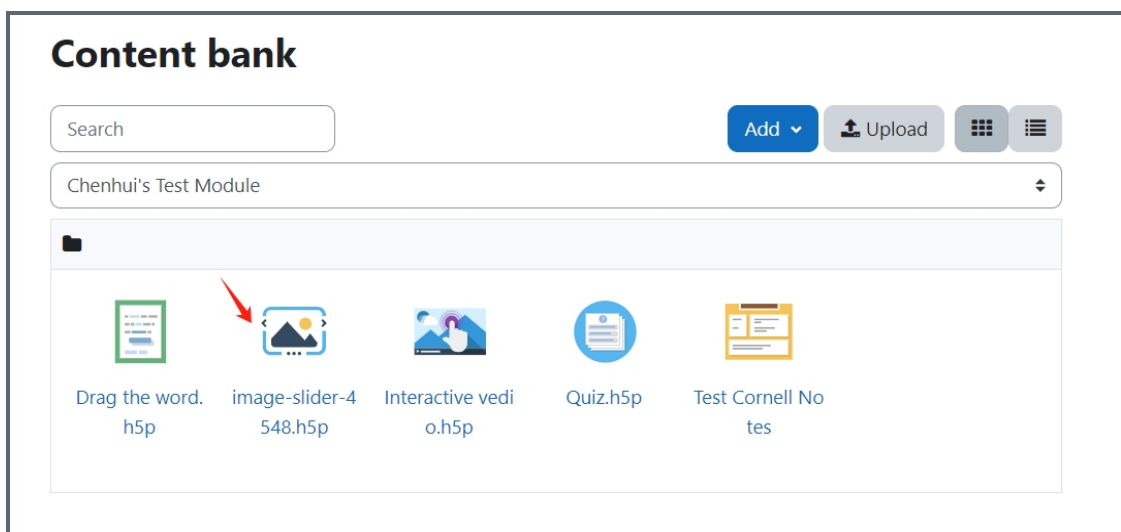 Content bank
Search
Add
Upload
Chenhui's Test Module
Drag the word.
h5p
image-slider-4
548.h5p
Interactive vedi
o.h5p
Quiz.h5p
Test Cornell No
tes